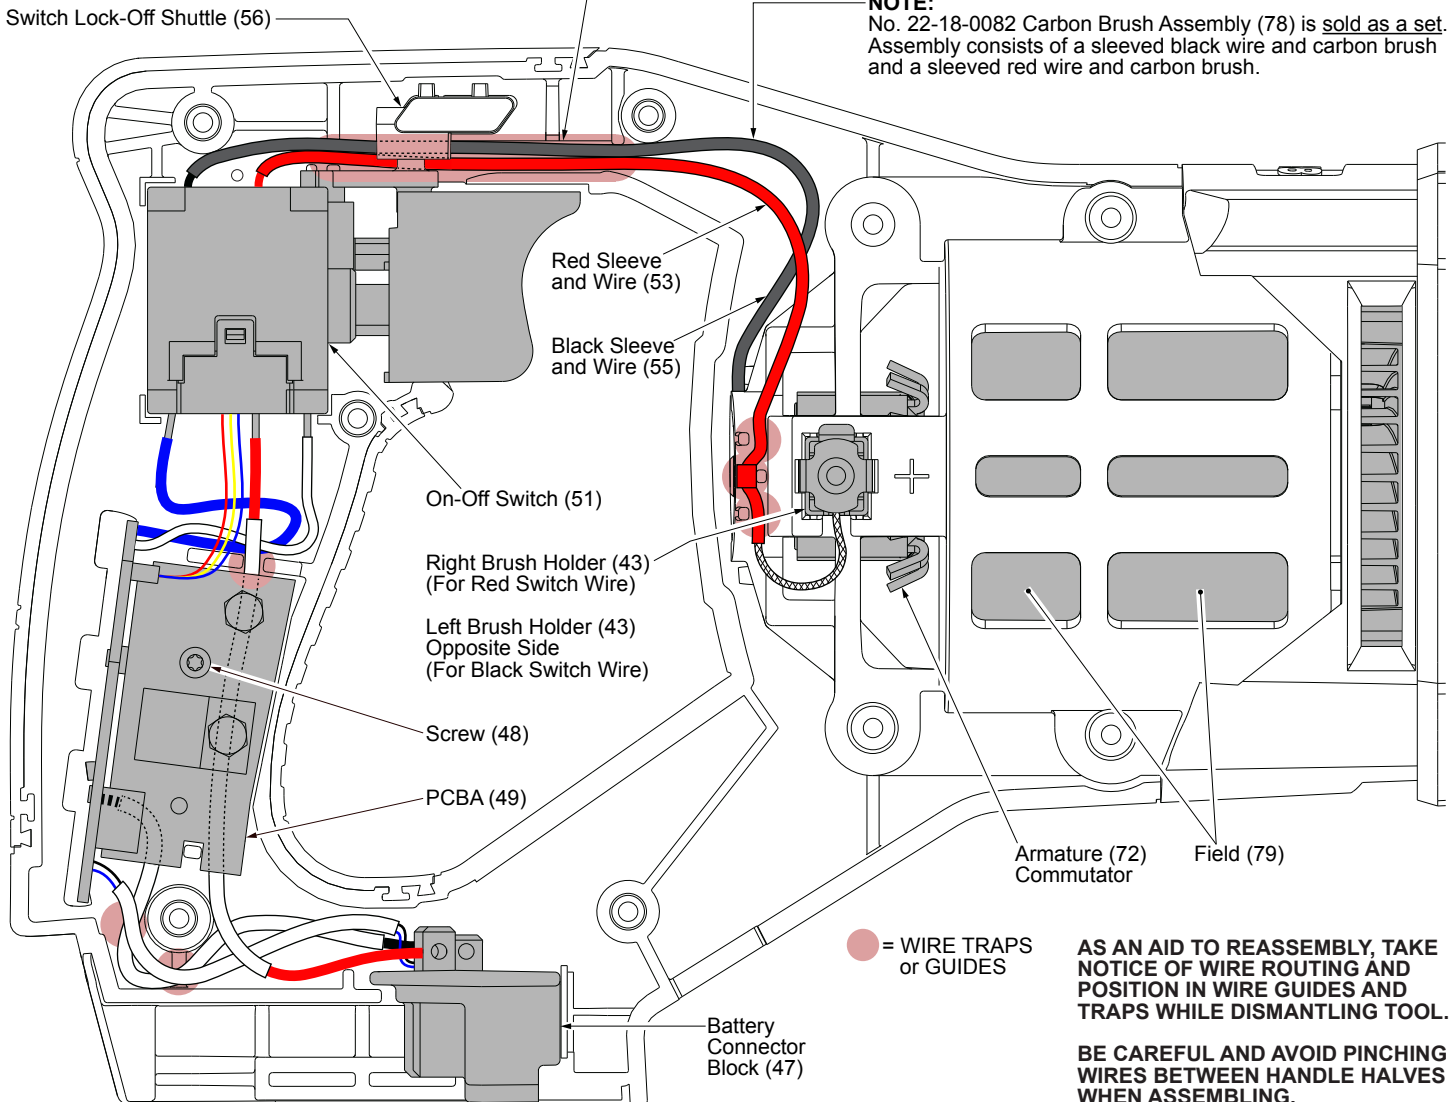 Switch Lock-Off Shuttle (56)
NOTE:
No. 22-18-0082 Carbon Brush Assembly (78) is sold as a set.
Assembly consists of a sleeved black wire and carbon brush
and a sleeved red wire and carbon brush.
Red Sleeve
and Wire (53)
Black Sleeve
and Wire (55)
On-Off Switch (51)
Right Brush Holder (43)
(For Red Switch Wire)
Left Brush Holder (43)
Opposite Side
(For Black Switch Wire)
Screw (48)
PCBA (49)
Armature (72)
Commutator
Field (79)
= WIRE TRAPS
or GUIDES
Battery
Connector
Block (47)
AS AN AID TO REASSEMBLY, TAKE
NOTICE OF WIRE ROUTING AND
POSITION IN WIRE GUIDES AND
TRAPS WHILE DISMANTLING TOOL.
BE CAREFUL AND AVOID PINCHING
WIRES BETWEEN HANDLE HALVES
WHEN ASSEMBLING.